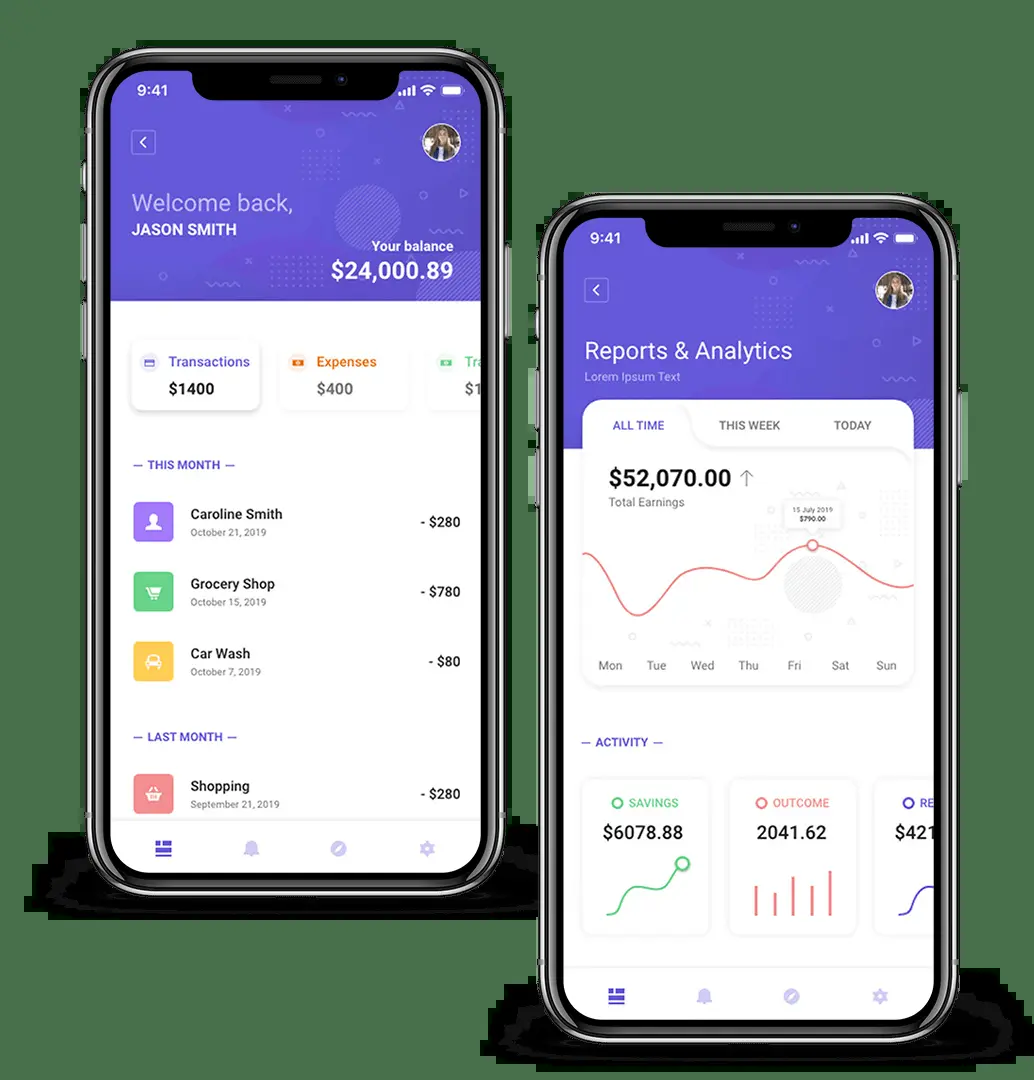 9:41
Welcome back,
JASON SMITH
Your balance
$24,000.89
Transactions
$1400
Expenses
$400
Tra
$1
— THIS MONTH —
Caroline Smith
October 21, 2019
- $280
Grocery Shop
October 15, 2019
- $780
Car Wash
October 7, 2019
- $80
— LAST MONTH —
Shopping
September 21, 2019
- $280
9:41
Reports & Analytics
Lorem Ipsum Text
ALL TIME THIS WEEK TODAY
$52,070.00
Total Earnings
15 July 2019
$790.00
Mon Tue Wed Thu Fri Sat Sun
— ACTIVITY —
SAVINGS
$6078.88
OUTCOME
2041.62
RE
$421